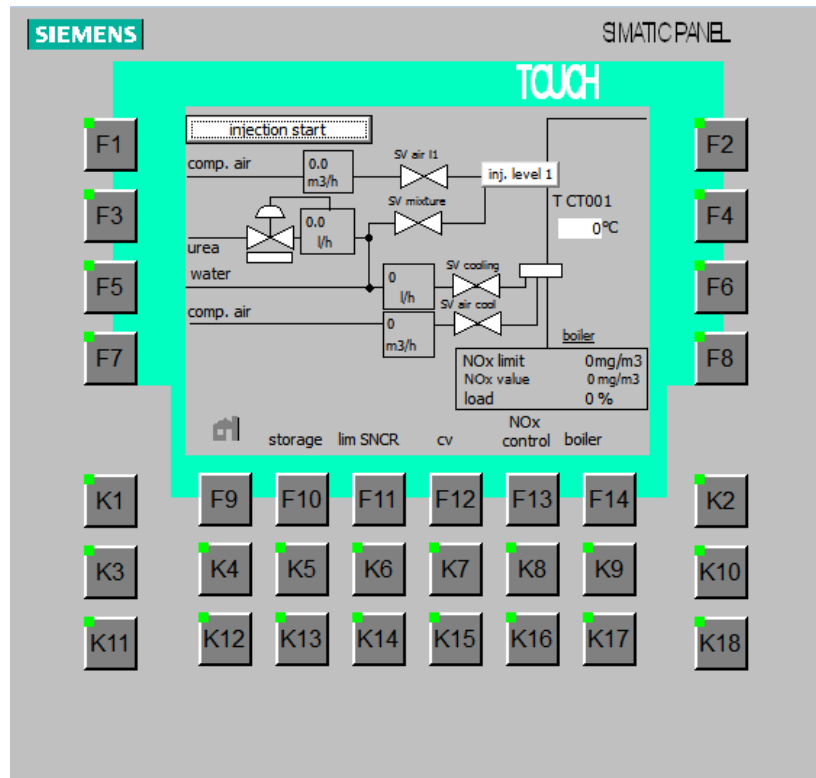 SIEMENS
SIMATIC PANEL
TOUCH
F1
F2
injection start
comp. air
0.0
m3/h
SV air l1
inj. level 1
F3
F4
SV mixture
T CT001
0°C
0.0
l/h
urea
water
F5
F6
0
l/h
SV cooling
comp. air
0
m3/h
SV air cool
boiler
F7
F8
NOx limit 0mg/m3
NOx value 0 mg/m3
load 0 %
storage
lim SNCR
cv
NOx
control
boiler
K1
F9
F10
F11
F12
F13
F14
K2
K3
K4
K5
K6
K7
K8
K9
K10
K11
K12
K13
K14
K15
K16
K17
K18